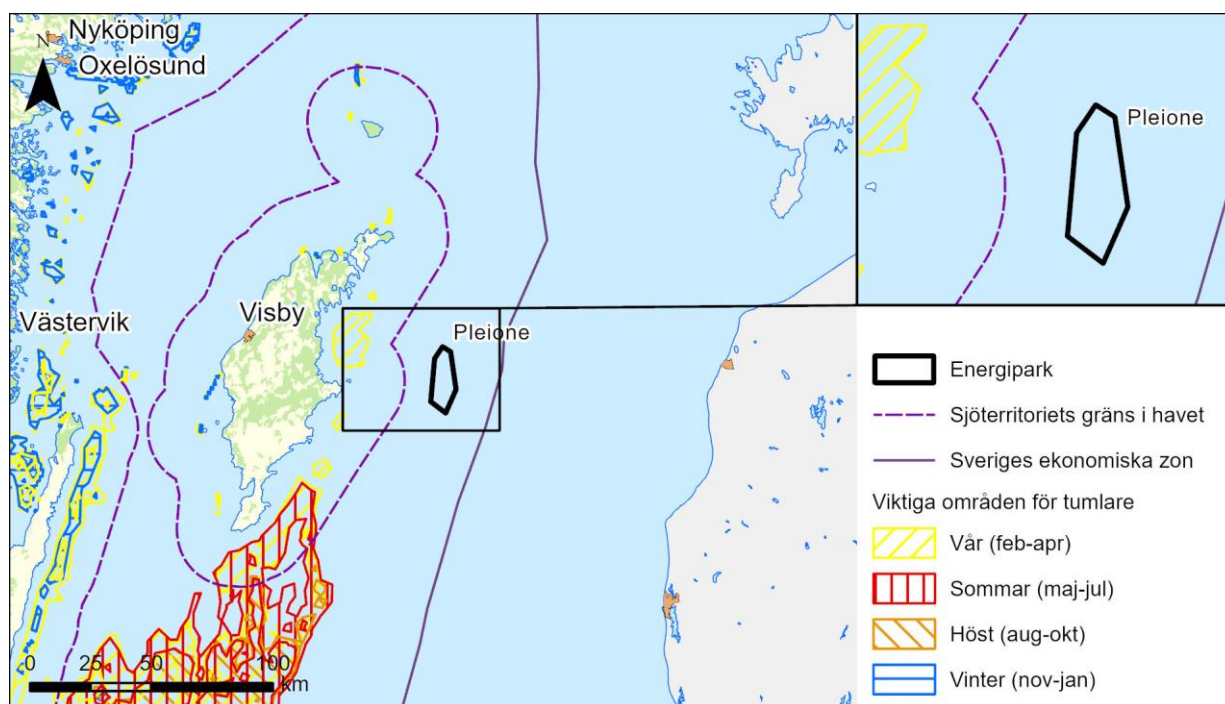 Nyköping
N
Oxelösund
Västervik
Visby
Pleione
Pleione
0 25 50 100
km
Energipark
Sjöterritoriets gräns i havet
Sveriges ekonomiska zon
Viktiga områden för tumlare
Vår (feb-apr)
Sommar (maj-jul)
Höst (aug-okt)
Vinter (nov-jan)